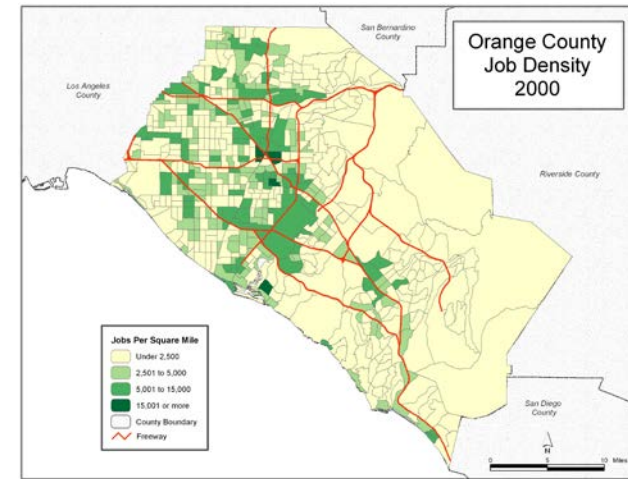 San Bernardino
County
Orange County
Job Density
2000
Los Angeles
County
Riverside County
Jobs Per Square Mile
Under 2,500
2,501 to 5,000
5,001 to 15,000
15,001 or more
County Boundary
Freeway
San Diego
County
N
0 5 10 Miles